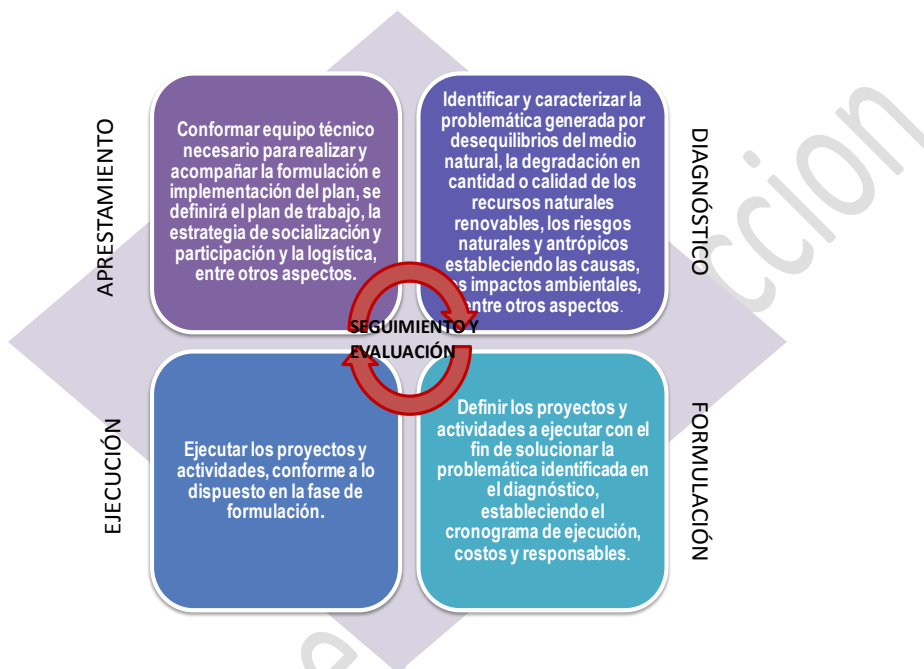 APRESTAMIENTO
Conformar equipo técnico
necesario para realizar y
acompañar la formulación e
implementación del plan, se
definirá el plan de trabajo, la
estrategia de socialización y
participación y la logística,
entre otros aspectos.
Identificar y caracterizar la
problemática generada por
desequilibrios del medio
natural, la degradación en
cantidad o calidad de los
recursos naturales
renovables, los riesgos
naturales y antrópicos
estableciendo las causas,
impactos ambientales,
entre otros aspectos.
DIAGNÓSTICO
SEGUIMIENTO Y
EVALUACIÓN
EJECUCIÓN
Ejecutar los proyectos y
actividades, conforme a lo
dispuesto en la fase de
formulación.
Definir los proyectos y
actividades a ejecutar con el
fin de solucionar la
problemática identificada en
el diagnóstico,
estableciendo el
cronograma de ejecución,
costos y responsables.
FORMULACIÓN